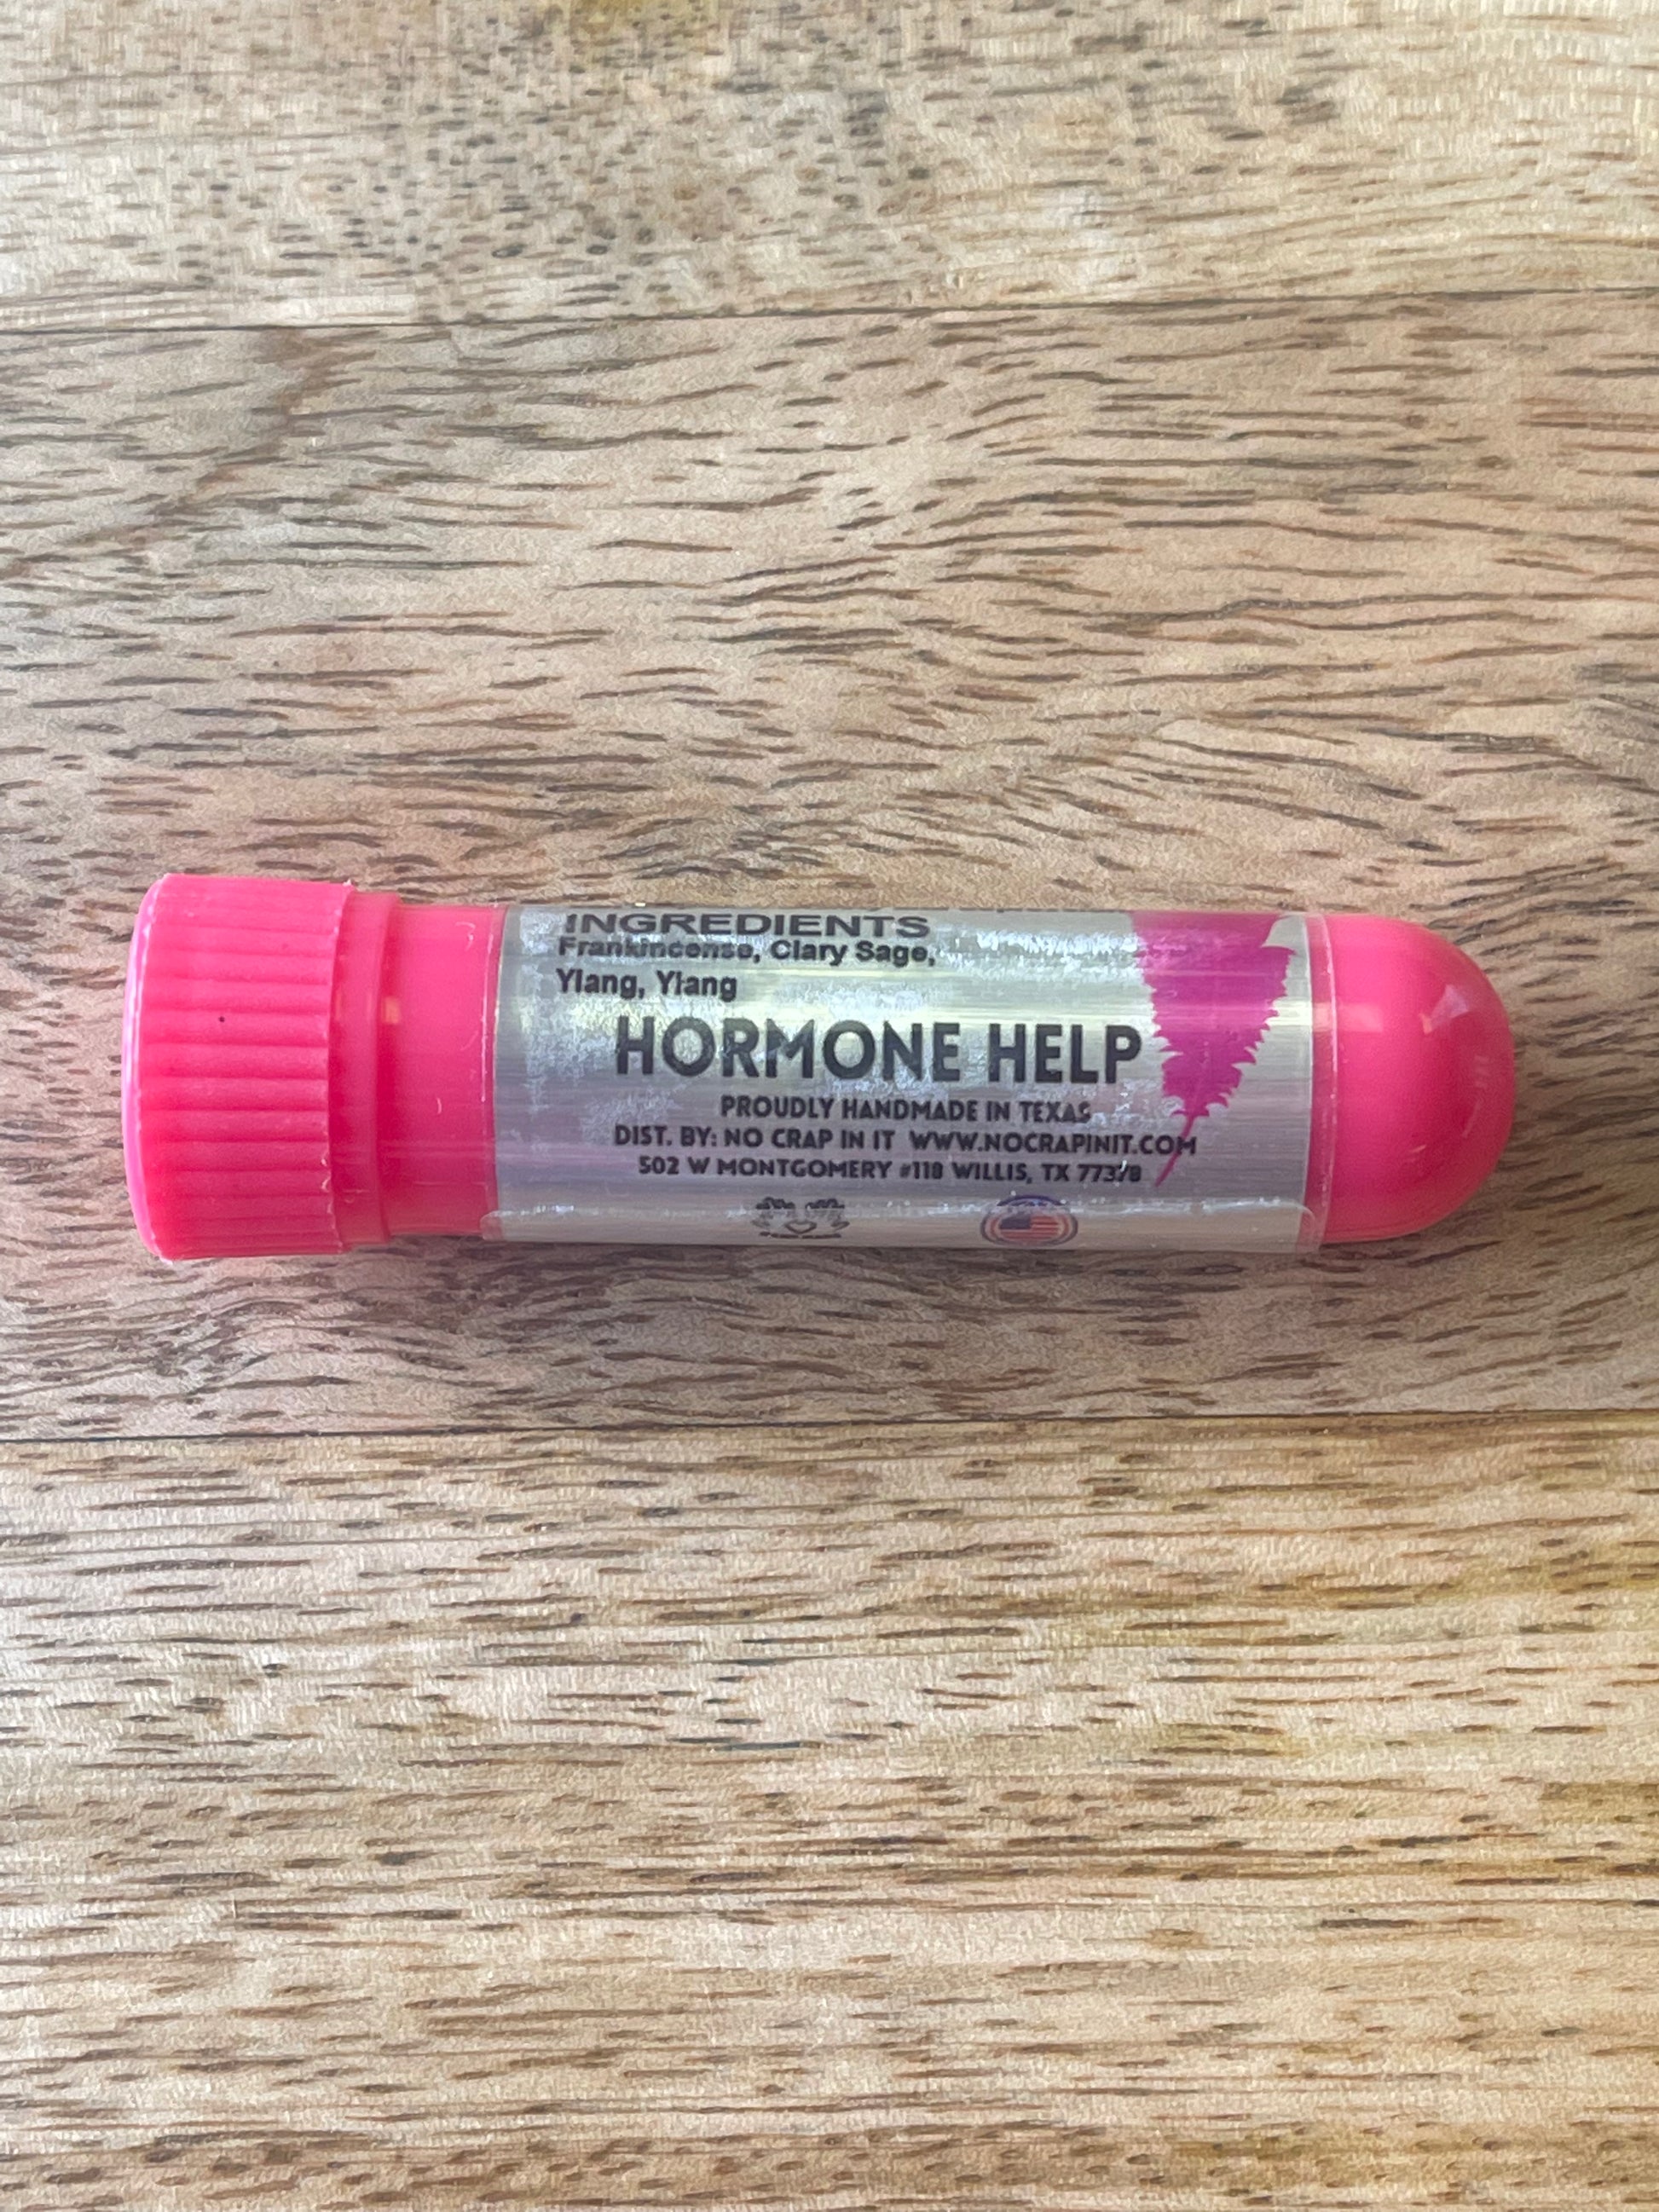 INGREDIENTS
Frankincense, Clary Sage,
Ylang, Ylang
HORMONE HELP
PROUDLY HANDMADE IN TEXAS
DIST. BY: NO CRAP IN IT WWW.NOCRAPINIT.COM
502 W MONTGOMERY #118 WILLIS, TX 77378